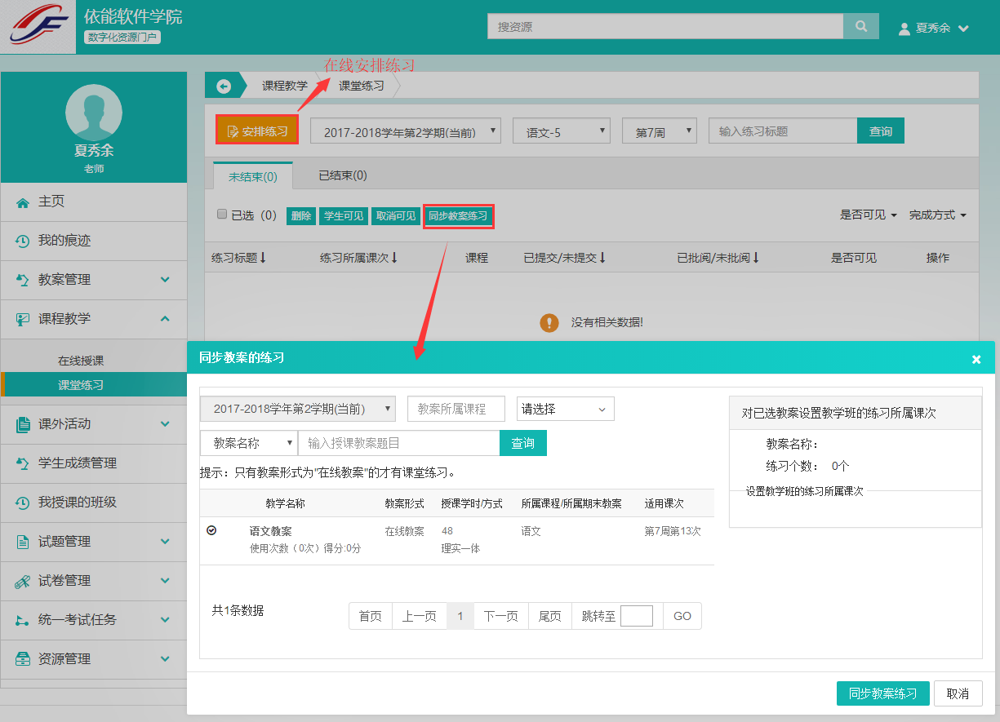 依能软件学院
数字化资源门户
搜资源
夏秀余
在线安排练习
夏秀余
老师
主页
我的痕迹
教案管理
课程教学
在线授课
课堂练习
课外活动
学生成绩管理
我授课的班级
试题管理
试卷管理
统一考试任务
资源管理
课程教学 课堂练习
安排练习 2017-2018学年第2学期(当前) 语文-5 第7周 输入练习标题 查询
未结束(0) 已结束(0)
已选（0） 删除 学生可见 取消可见 同步教案练习 是否可见 完成方式
练习标题 练习所属课次 课程 已提交/未提交 已批阅/未批阅 是否可见 操作
没有相关数据!
同步教案的练习
2017-2018学年第2学期(当前) 教案所属课程 请选择
教案名称 输入授课教案题目 查询
提示：只有教案形式为"在线教案"的才有课堂练习。
教学名称 教案形式 授课学时/方式 所属课程/所属期末教案 适用课次
语文教案 在线教案 48 语文 第7周第13次
使用次数（0次）得分:0分 理实一体
共1条数据 首页 上一页 1 下一页 尾页 跳转至 GO
对已选教案设置教学班的练习所属课次
教案名称：
练习个数： 0个
设置教学班的练习所属课次
同步教案练习 取消